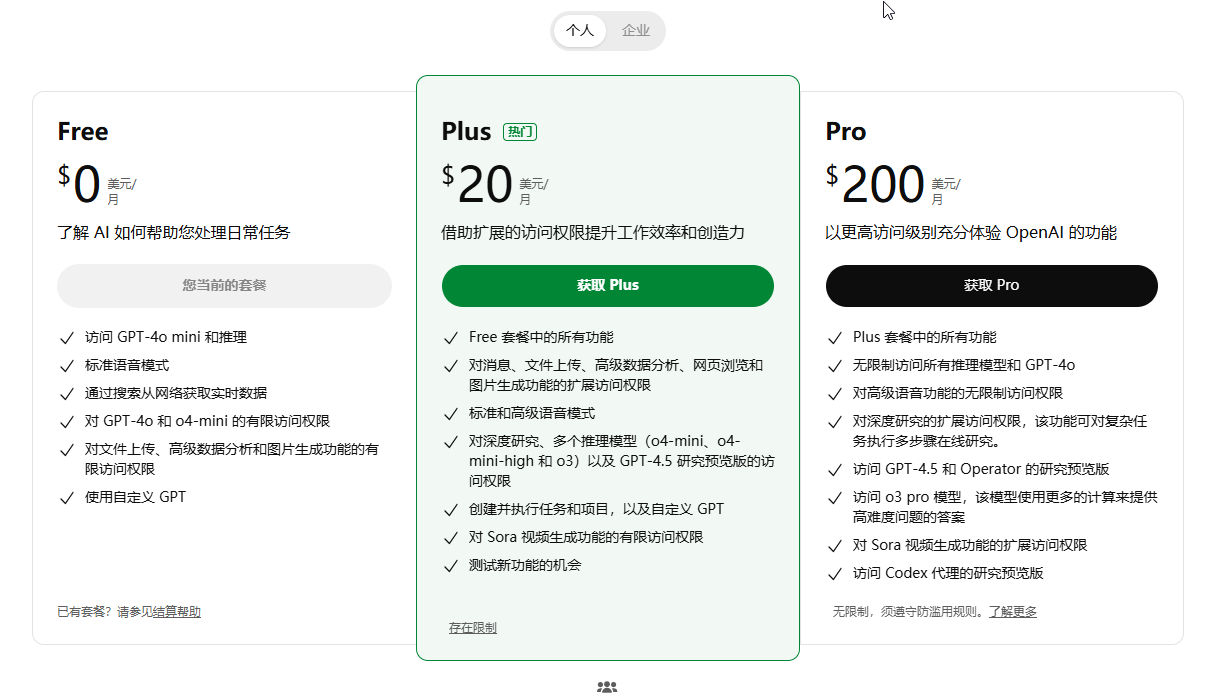 个人 企业
Free
$0 美元/
月
了解 AI 如何帮助您处理日常任务
您当前的套餐
访问 GPT-4o mini 和推理
标准语音模式
通过搜索从网络获取实时数据
对 GPT-4o 和 o4-mini 的有限访问权限
对文件上传、高级数据分析和图片生成功能的有
限访问权限
使用自定义 GPT
已有套餐？请参见结算帮助
Plus 热门
$20 美元/
月
借助扩展的访问权限提升工作效率和创造力
获取 Plus
Free 套餐中的所有功能
对消息、文件上传、高级数据分析、网页浏览和
图片生成功能的扩展访问权限
标准和高级语音模式
对深度研究、多个推理模型（o4-mini、o4-
mini-high 和 o3）以及 GPT-4.5 研究预览版的访
问权限
创建并执行任务和项目，以及自定义 GPT
对 Sora 视频生成功能的有限访问权限
测试新功能的机会
存在限制
Pro
$200 美元/
月
以更高访问级别充分体验 OpenAI 的功能
获取 Pro
Plus 套餐中的所有功能
无限制访问所有推理模型和 GPT-4o
对高级语音功能的无限制访问权限
对深度研究的扩展访问权限，该功能可对复杂任
务执行多步骤在线研究。
访问 GPT-4.5 和 Operator 的研究预览版
访问 o3 pro 模型，该模型使用更多的计算来提供
高难度问题的答案
对 Sora 视频生成功能的扩展访问权限
访问 Codex 代理的研究预览版
无限制，须遵守防滥用规则。了解更多